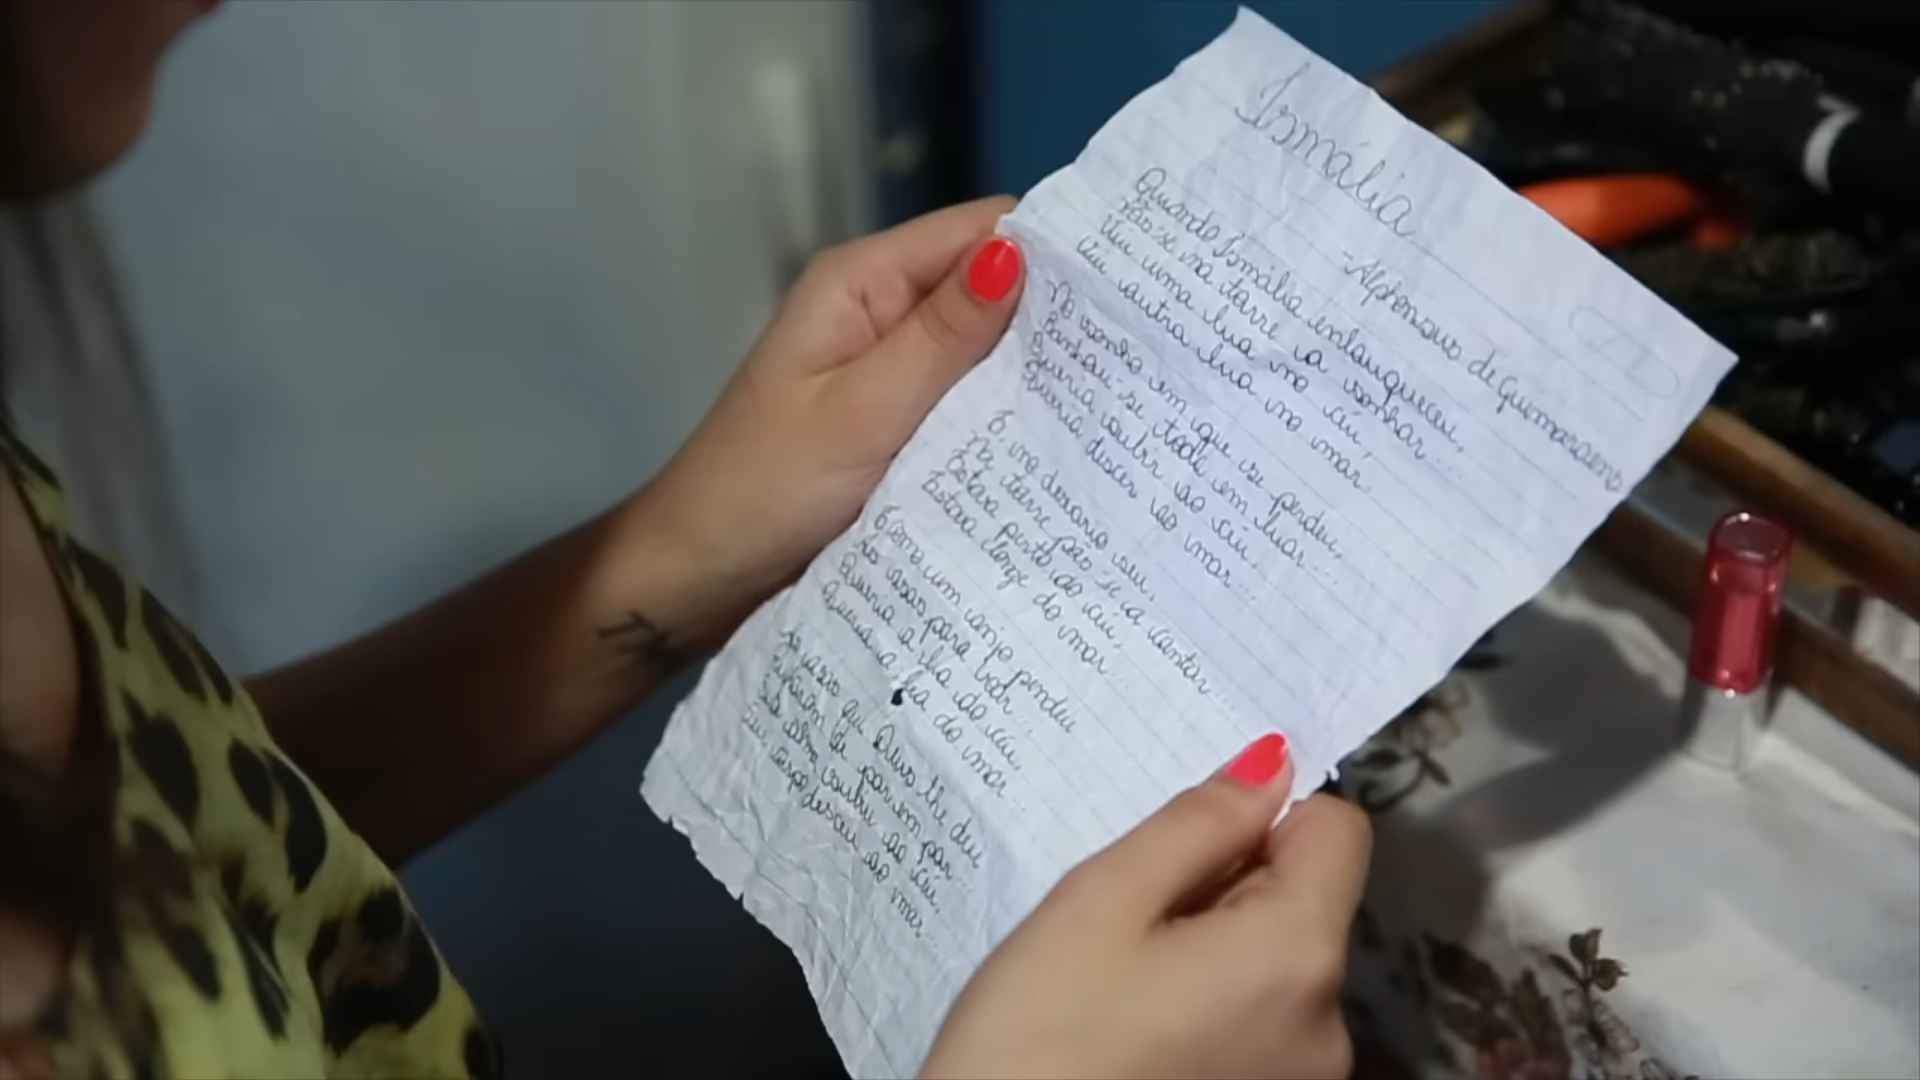 Ismália
-Alphonsus de Guimaraens
Quando Ismália enlouqueceu,
Pôs-se na torre a sonhar...
Viu uma lua no céu,
Viu outra lua no mar.
No sonho em que se perdeu,
Banhou-se toda em luar...
Queria subir ao céu,
Queria descer ao mar...
E, no desvario seu,
Na torre pôs-se a cantar...
Estava perto do céu,
Estava longe do mar...
E como um anjo pendeu
As asas para voar...
Queria a lua do céu,
Queria a lua do mar...
As asas que Deus lhe deu
Ruflaram de par em par...
Sua alma subiu ao céu,
Seu corpo desceu ao mar...